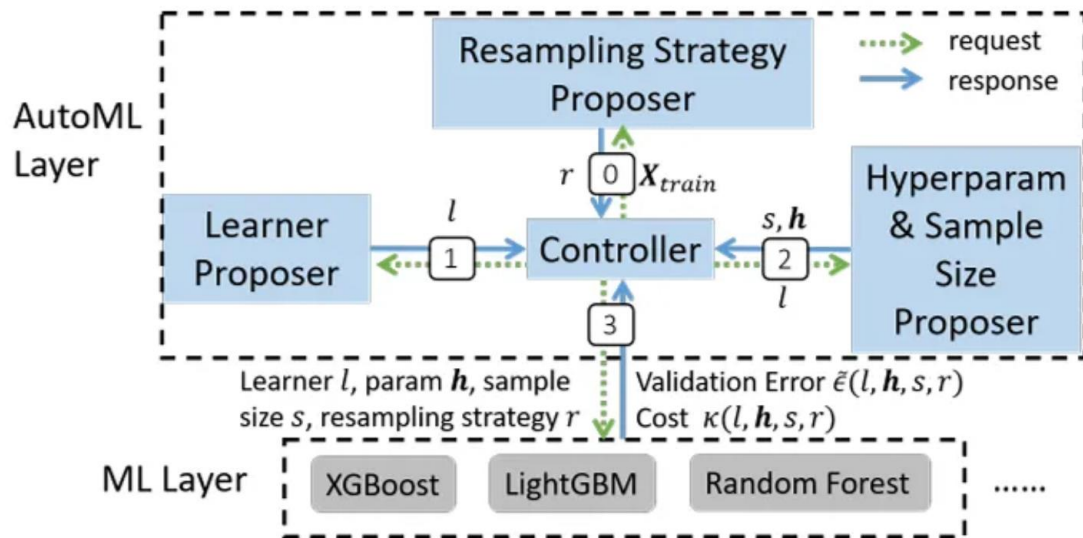 Resampling Strategy
Proposer
request
response
AutoML
Layer
r
0
X_train
Hyperparam
& Sample
Size
Proposer
Learner
Proposer
l
1
Controller
s, h
2
l
3
Learner l, param h, sample
size s, resampling strategy r
Validation Error ε̃(l, h, s, r)
Cost κ(l, h, s, r)
ML Layer
XGBoost
LightGBM
Random Forest
......